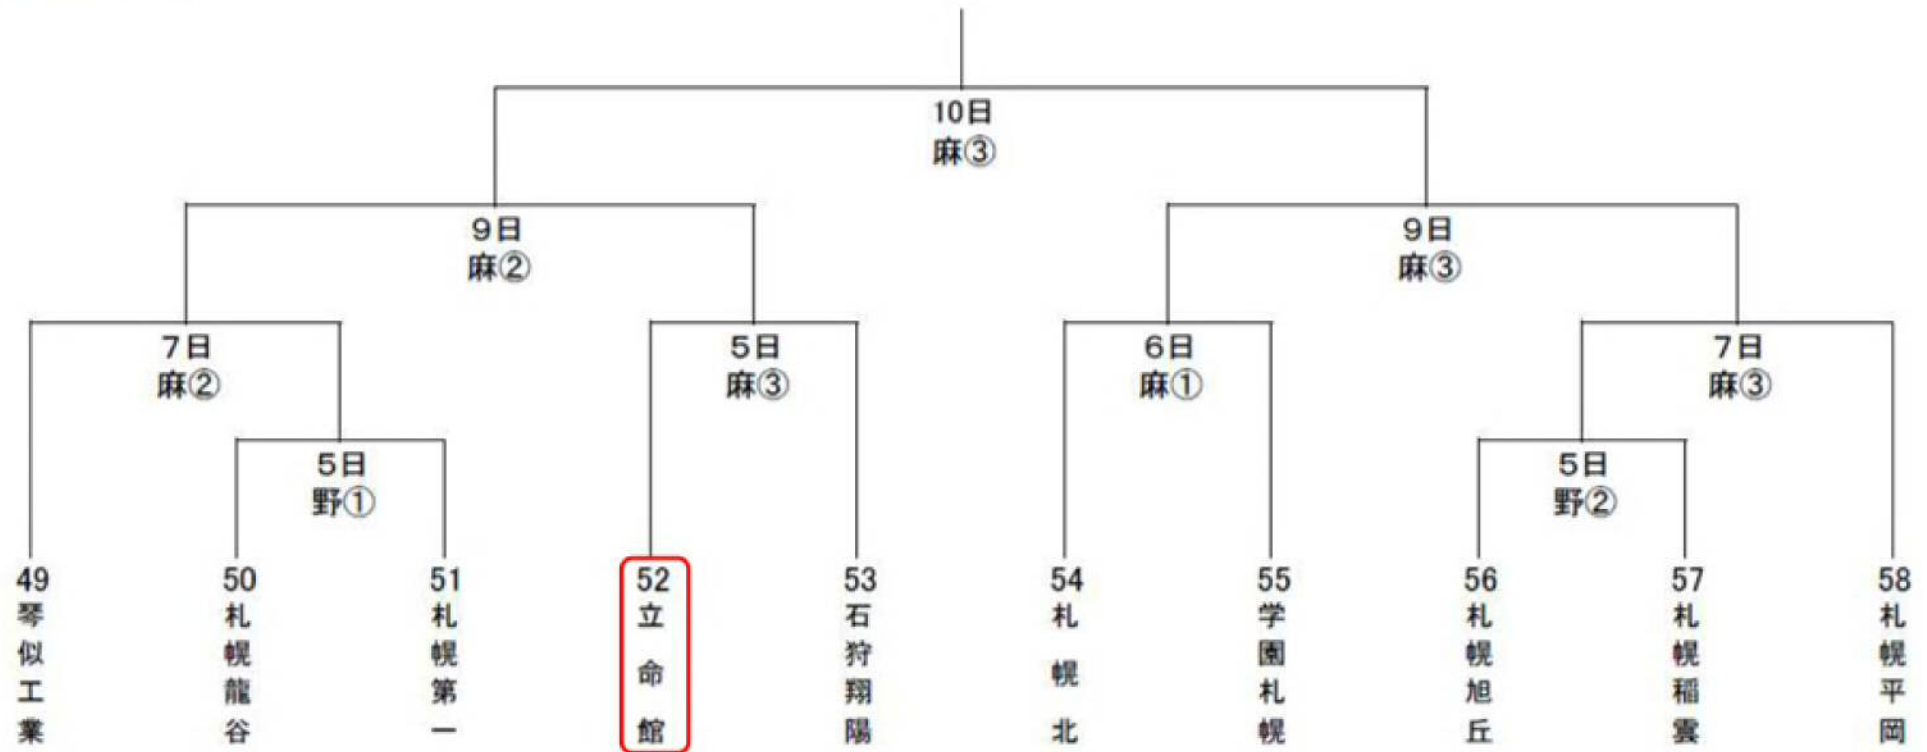 10日
麻③
9日
麻②
9日
麻③
7日
麻②
5日
麻③
6日
麻①
7日
麻③
5日
野①
5日
野②
49
琴似工業
50
札幌龍谷
51
札幌第一
52
立命館
53
石狩翔陽
54
札幌北
55
学園札幌
56
札幌旭丘
57
札幌稲雲
58
札幌平岡